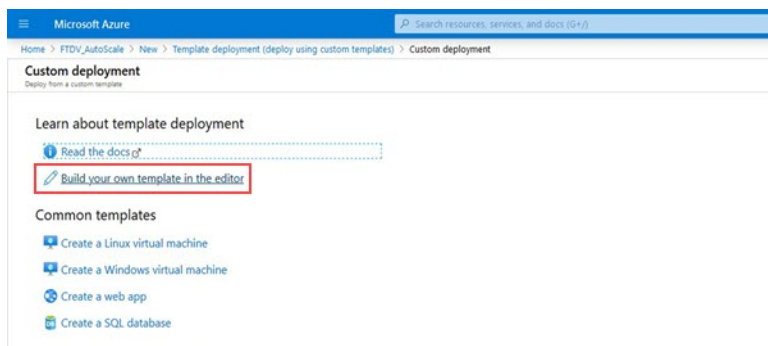 Microsoft Azure
Search resources, services, and docs (G+/)
Home > FTDV_AutoScale > New > Template deployment (deploy using custom templates) > Custom deployment
Custom deployment
Deploy from a custom template
Learn about template deployment
Read the docs
Build your own template in the editor
Common templates
Create a Linux virtual machine
Create a Windows virtual machine
Create a web app
Create a SQL database